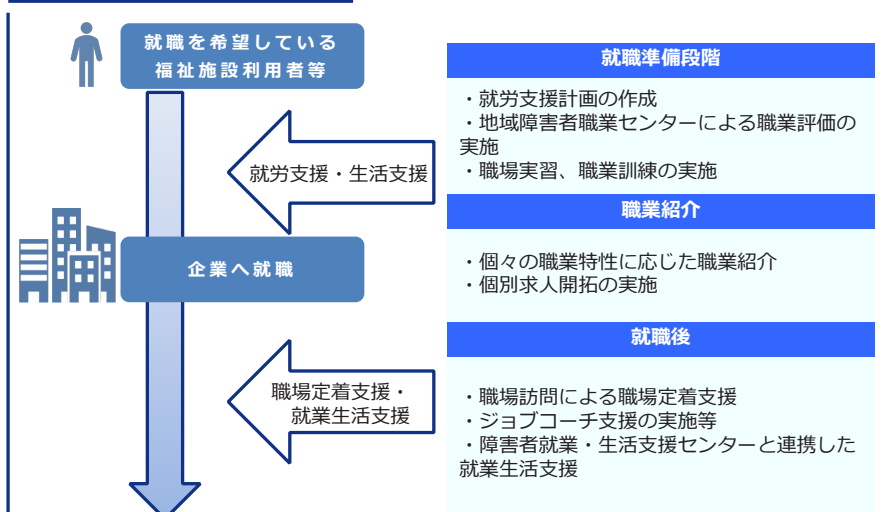 就職を希望している
福祉施設利用者等
就労支援・生活支援
企業へ就職
職場定着支援・
就業生活支援
就職準備段階
・就労支援計画の作成
・地域障害者職業センターによる職業評価の
実施
・職場実習、職業訓練の実施
職業紹介
・個々の職業特性に応じた職業紹介
・個別求人開拓の実施
就職後
・職場訪問による職場定着支援
・ジョブコーチ支援の実施等
・障害者就業・生活支援センターと連携した
就業生活支援